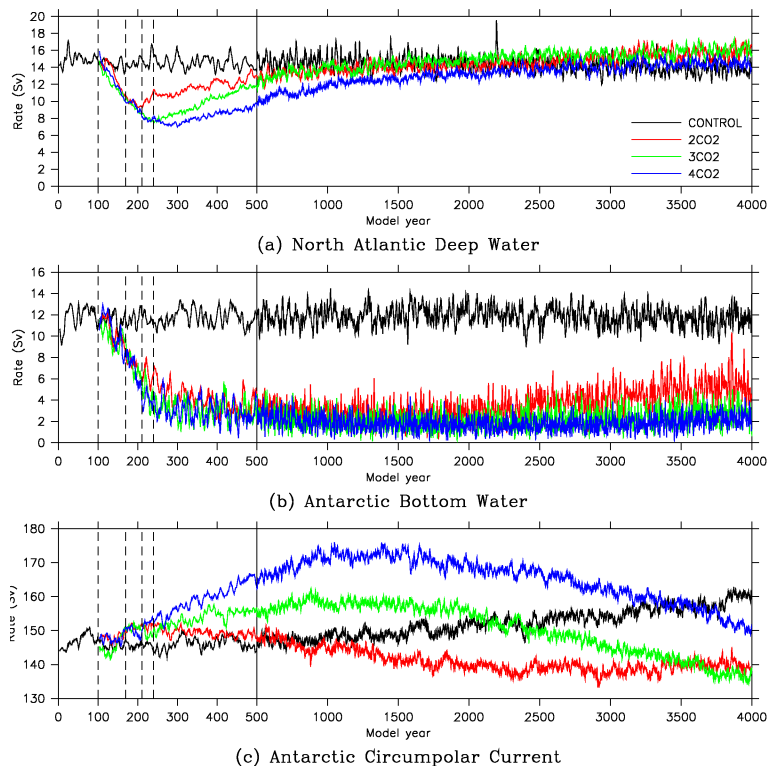 20
18
16
14
12
10
8
6
4
2
0
Rate (Sv)
CONTROL
2CO2
3CO2
4CO2
0 100 200 300 400 500 1000 1500 2000 2500 3000 3500 4000
Model year
(a) North Atlantic Deep Water
16
14
12
10
8
6
4
2
0
Rate (Sv)
0 100 200 300 400 500 1000 1500 2000 2500 3000 3500 4000
Model year
(b) Antarctic Bottom Water
180
170
160
150
140
130
Rate (Sv)
0 100 200 300 400 500 1000 1500 2000 2500 3000 3500 4000
Model year
(c) Antarctic Circumpolar Current